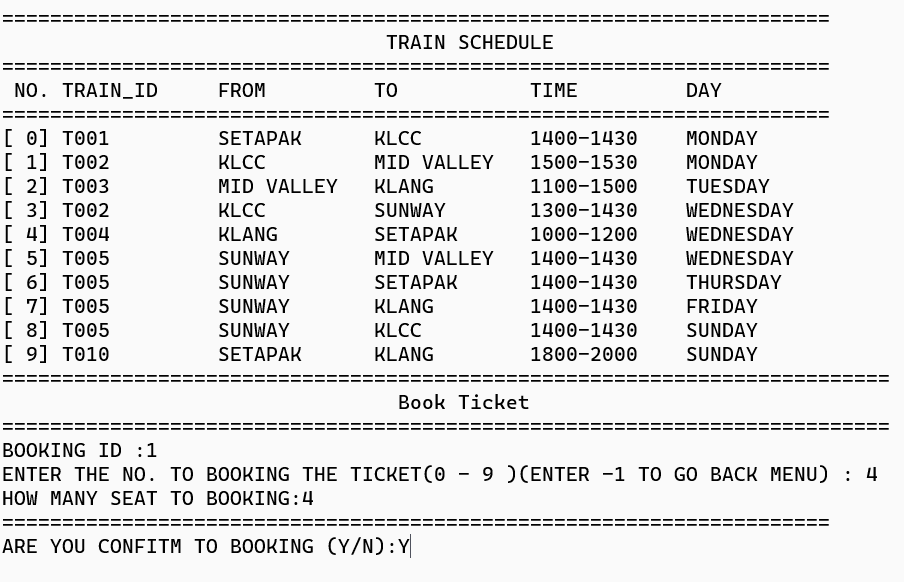 =====================================================================
TRAIN SCHEDULE
=====================================================================
NO. TRAIN_ID     FROM         TO           TIME         DAY
=====================================================================
[ 0] T001         SETAPAK      KLCC         1400-1430    MONDAY
[ 1] T002         KLCC         MID VALLEY   1500-1530    MONDAY
[ 2] T003         MID VALLEY   KLANG        1100-1500    TUESDAY
[ 3] T002         KLCC         SUNWAY       1300-1430    WEDNESDAY
[ 4] T004         KLANG        SETAPAK      1000-1200    WEDNESDAY
[ 5] T005         SUNWAY       MID VALLEY   1400-1430    WEDNESDAY
[ 6] T005         SUNWAY       SETAPAK      1400-1430    THURSDAY
[ 7] T005         SUNWAY       KLANG        1400-1430    FRIDAY
[ 8] T005         SUNWAY       KLCC         1400-1430    SUNDAY
[ 9] T010         SETAPAK      KLANG        1800-2000    SUNDAY
==========================================================================
Book Ticket
==========================================================================
BOOKING ID :1
ENTER THE NO. TO BOOKING THE TICKET(0 - 9 )(ENTER -1 TO GO BACK MENU) : 4
HOW MANY SEAT TO BOOKING:4
=====================================================================
ARE YOU CONFITM TO BOOKING (Y/N):Y